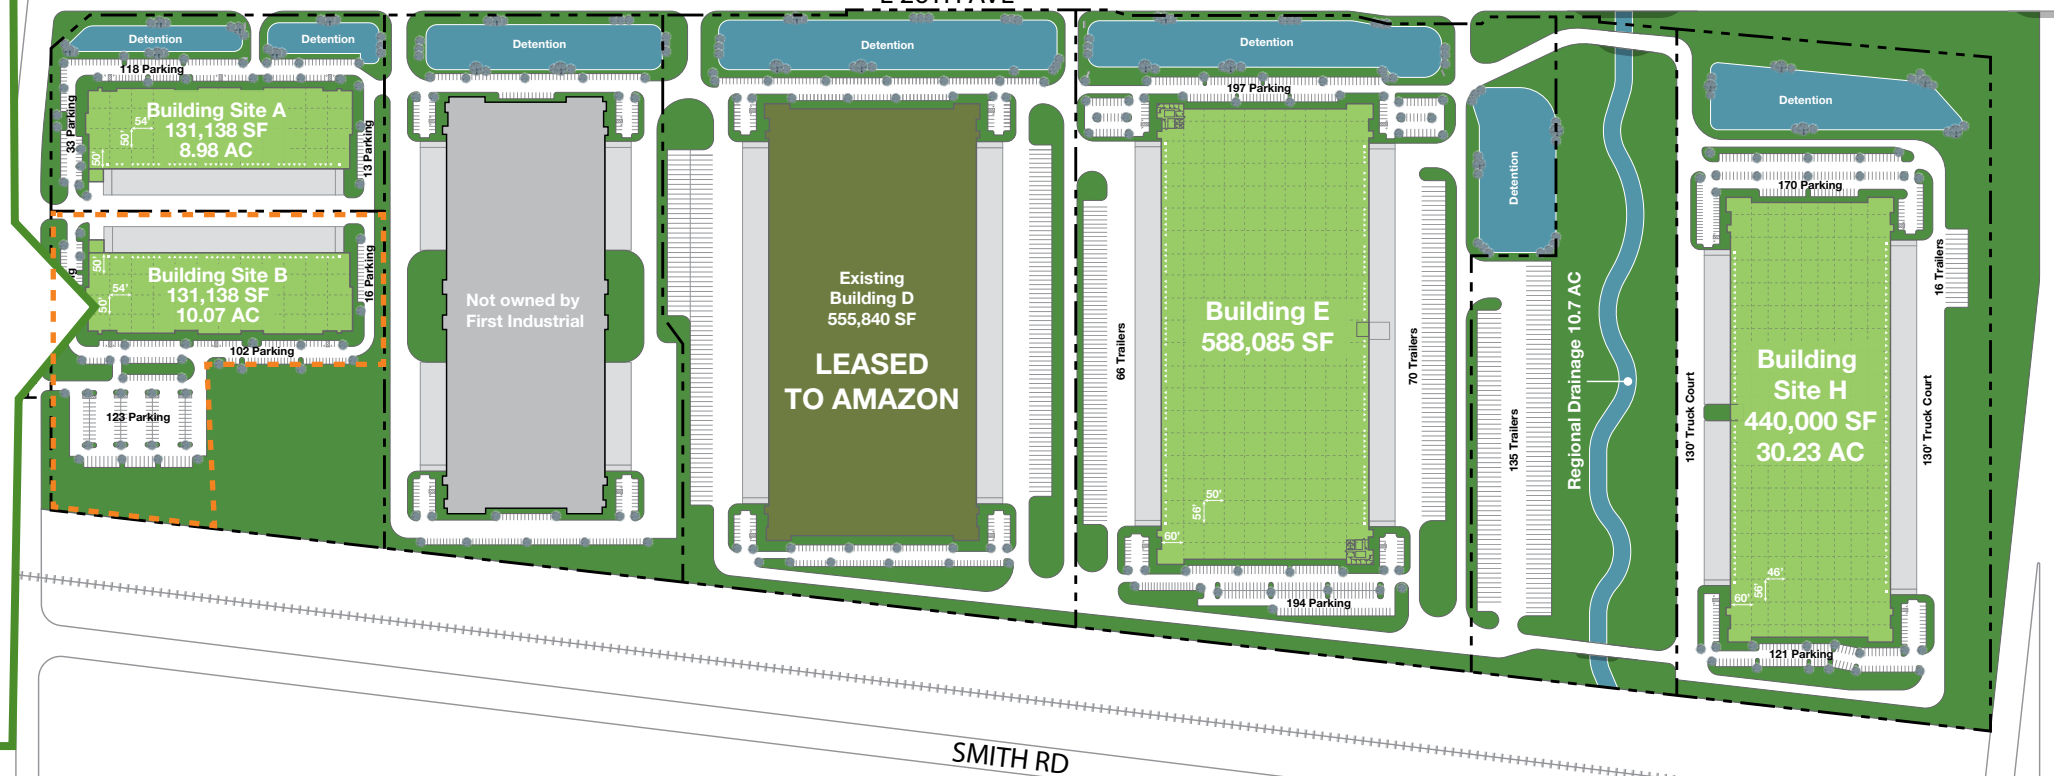 Detention
Detention
Detention
Detention
Detention
Detention
Detention
118 Parking
33 Parking
Building Site A
131,138 SF
8.98 AC
54'
50'
50'
13 Parking
Building Site B
131,138 SF
10.07 AC
50'
54'
50'
16 Parking
102 Parking
123 Parking
Not owned by
First Industrial
Existing
Building D
555,840 SF
LEASED
TO AMAZON
197 Parking
66 Trailers
Building E
588,085 SF
50'
56'
60'
70 Trailers
194 Parking
135 Trailers
Regional Drainage 10.7 AC
170 Parking
16 Trailers
130' Truck Court
Building
Site H
440,000 SF
30.23 AC
130' Truck Court
46'
56'
60'
121 Parking
SMITH RD